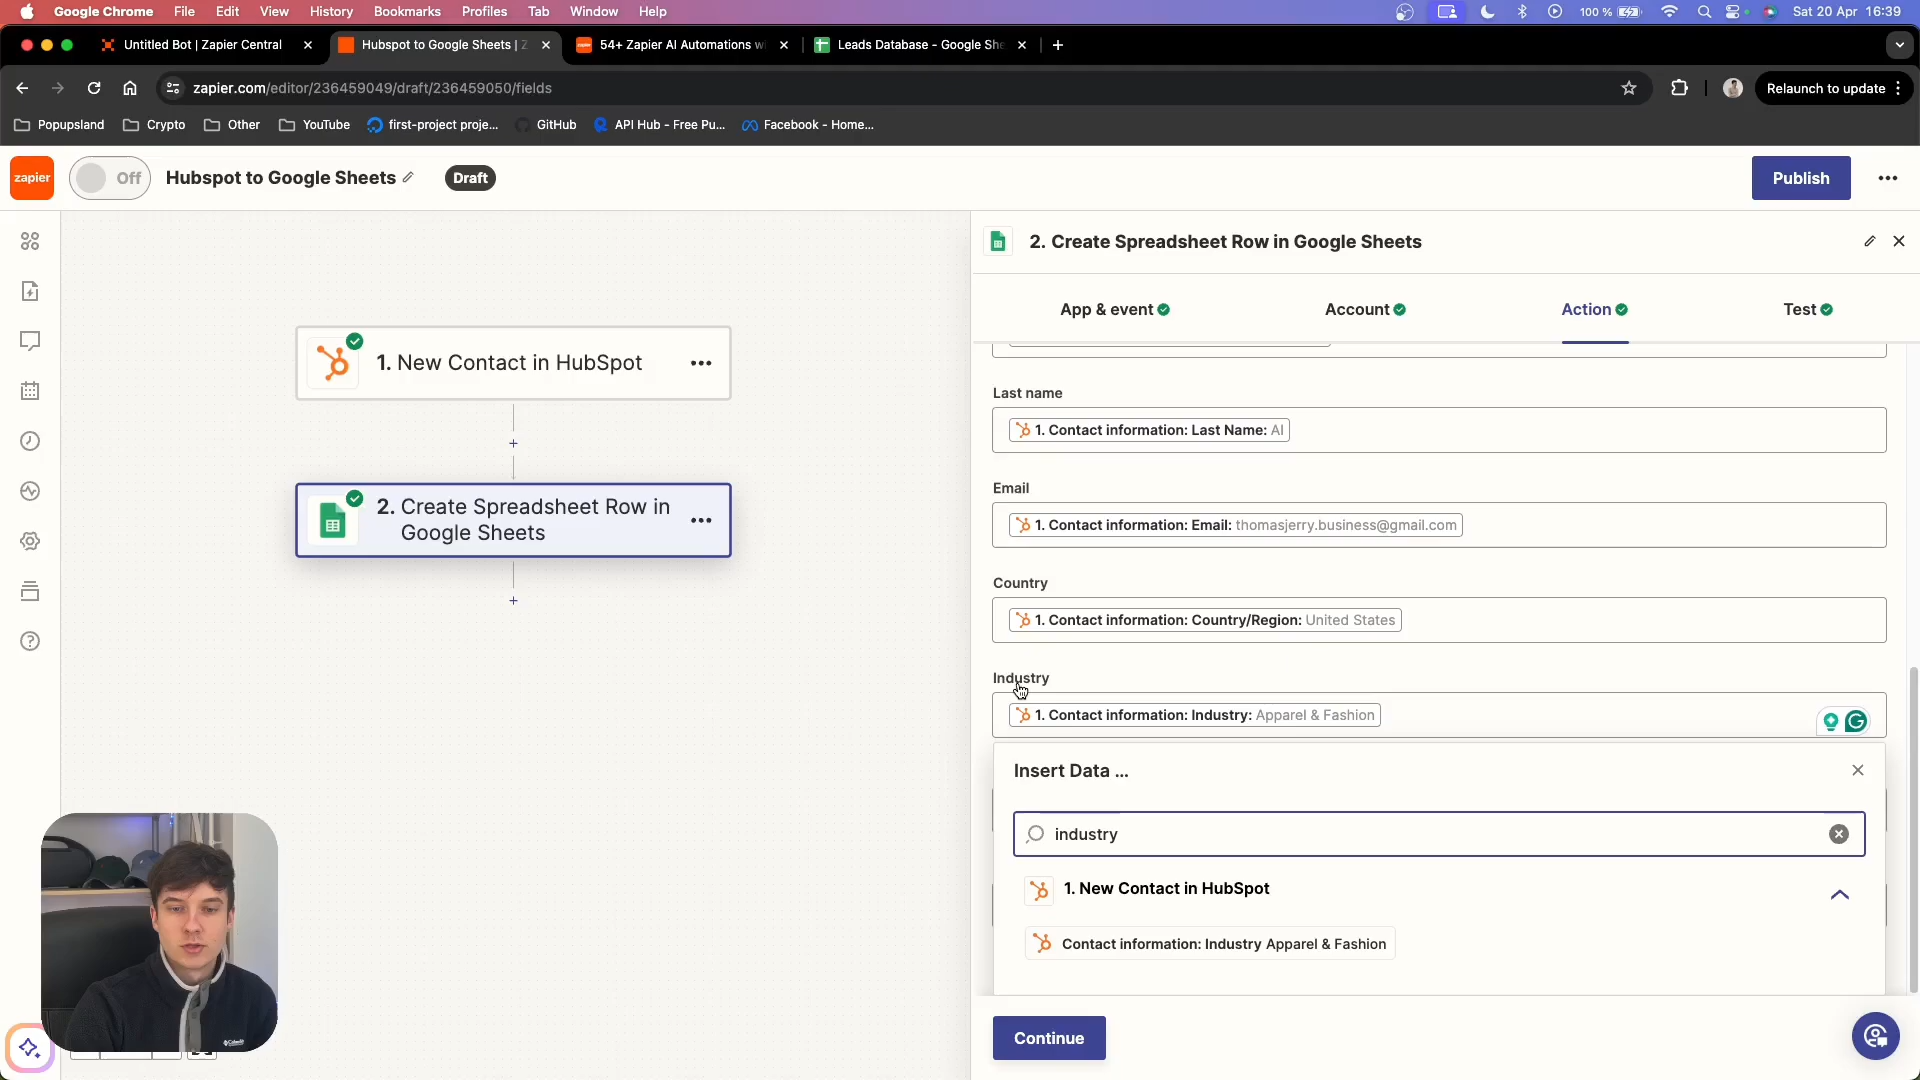 Google Chrome File Edit View History Bookmarks Profiles Tab Window Help 100 % Sat 20 Apr 16:39
Untitled Bot | Zapier Central
Hubspot to Google Sheets | Z
54+ Zapier AI Automations wi
Leads Database - Google She
zapier.com/editor/236459049/draft/236459050/fields
Relaunch to update
Popupsland Crypto Other YouTube first-project proje... GitHub API Hub - Free Pu... Facebook - Home...
zapier Off Hubspot to Google Sheets Draft Publish
2. Create Spreadsheet Row in Google Sheets
App & event Account Action Test
1. New Contact in HubSpot
2. Create Spreadsheet Row in
Google Sheets
Last name
1. Contact information: Last Name: AI
Email
1. Contact information: Email: thomasjerry.business@gmail.com
Country
1. Contact information: Country/Region: United States
Industry
1. Contact information: Industry: Apparel & Fashion
Insert Data ...
industry
1. New Contact in HubSpot
Contact information: Industry Apparel & Fashion
Continue